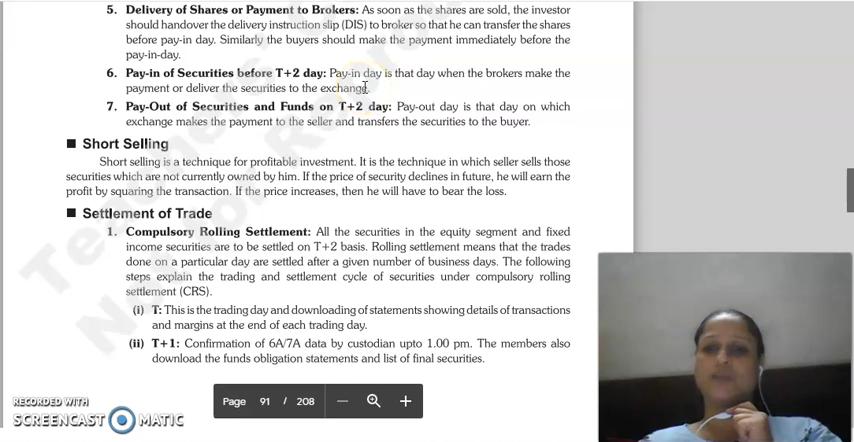 5. Delivery of Shares or Payment to Brokers: As soon as the shares are sold, the investor
should handover the delivery instruction slip (DIS) to broker so that he can transfer the shares
before pay-in day. Similarly the buyers should make the payment immediately before the
pay-in-day.
6. Pay-in of Securities before T+2 day: Pay-in day is that day when the brokers make the
payment or deliver the securities to the exchange.
7. Pay-Out of Securities and Funds on T+2 day: Pay-out day is that day on which
exchange makes the payment to the seller and transfers the securities to the buyer.
■ Short Selling
Short selling is a technique for profitable investment. It is the technique in which seller sells those
securities which are not currently owned by him. If the price of security declines in future, he will earn the
profit by squaring the transaction. If the price increases, then he will have to bear the loss.
■ Settlement of Trade
1. Compulsory Rolling Settlement: All the securities in the equity segment and fixed
income securities are to be settled on T+2 basis. Rolling settlement means that the trades
done on a particular day are settled after a given number of business days. The following
steps explain the trading and settlement cycle of securities under compulsory rolling
settlement (CRS).
(i) T: This is the trading day and downloading of statements showing details of transactions
and margins at the end of each trading day.
(ii) T+1: Confirmation of 6A/7A data by custodian upto 1.00 pm. The members also
download the funds obligation statements and list of final securities.
Page 91 / 208
RECORDED WITH
SCREENCAST MATIC